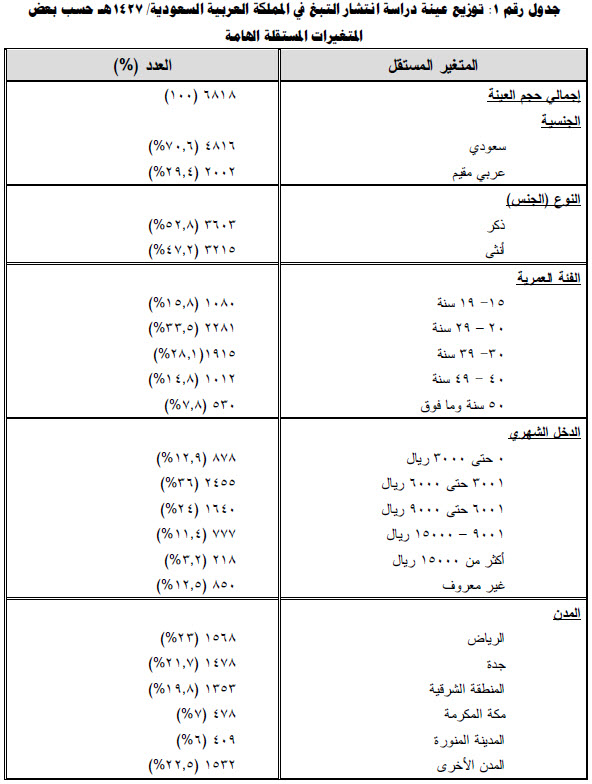 جدول رقم ١: توزيع عينة دراسة انتشار التبغ في المملكة العربية السعودية/ ١٤٢٧هـ حسب بعض
المتغيرات المستقلة الهامة
المتغير المستقل العدد (%)
إجمالي حجم العينة ٦٨١٨ (١٠٠)
الجنسية
سعودي ٤٨١٦ (٧٠,٦%)
عربي مقيم ٢٠٠٢ (٢٩,٤%)
النوع (الجنس)
ذكر ٣٦٠٣ (٥٢,٨%)
أنثى ٣٢١٥ (٤٧,٢%)
الفئة العمرية
١٥- ١٩ سنة ١٠٨٠ (١٥,٨%)
٢٠ – ٢٩ سنة ٢٢٨١ (٣٣,٥%)
٣٠- ٣٩ سنة ١٩١٥(٢٨,١%)
٤٠ - ٤٩ سنة ١٠١٢ (١٤,٨%)
٥٠ سنة وما فوق ٥٣٠ (٧,٨%)
الدخل الشهري
٠ حتى ٣٠٠٠ ريال ٨٧٨ (١٢,٩%)
٣٠٠١ حتى ٦٠٠٠ ريال ٢٤٥٥ (٣٦%)
٦٠٠١ حتى ٩٠٠٠ ريال ١٦٤٠ (٢٤%)
٩٠٠١ – ١٥٠٠٠ ريال ٧٧٧ (١١,٤%)
أكثر من ١٥٠٠٠ ريال ٢١٨ (٣,٢%)
غير معروف ٨٥٠ (١٢,٥%)
المدن
الرياض ١٥٦٨ (٢٣%)
جدة ١٤٧٨ (٢١,٧%)
المنطقة الشرقية ١٣٥٣ (١٩,٨%)
مكة المكرمة ٤٧٨ (٧%)
المدينة المنورة ٤٠٩ (٦%)
المدن الأخرى ١٥٣٢ (٢٢,٥%)